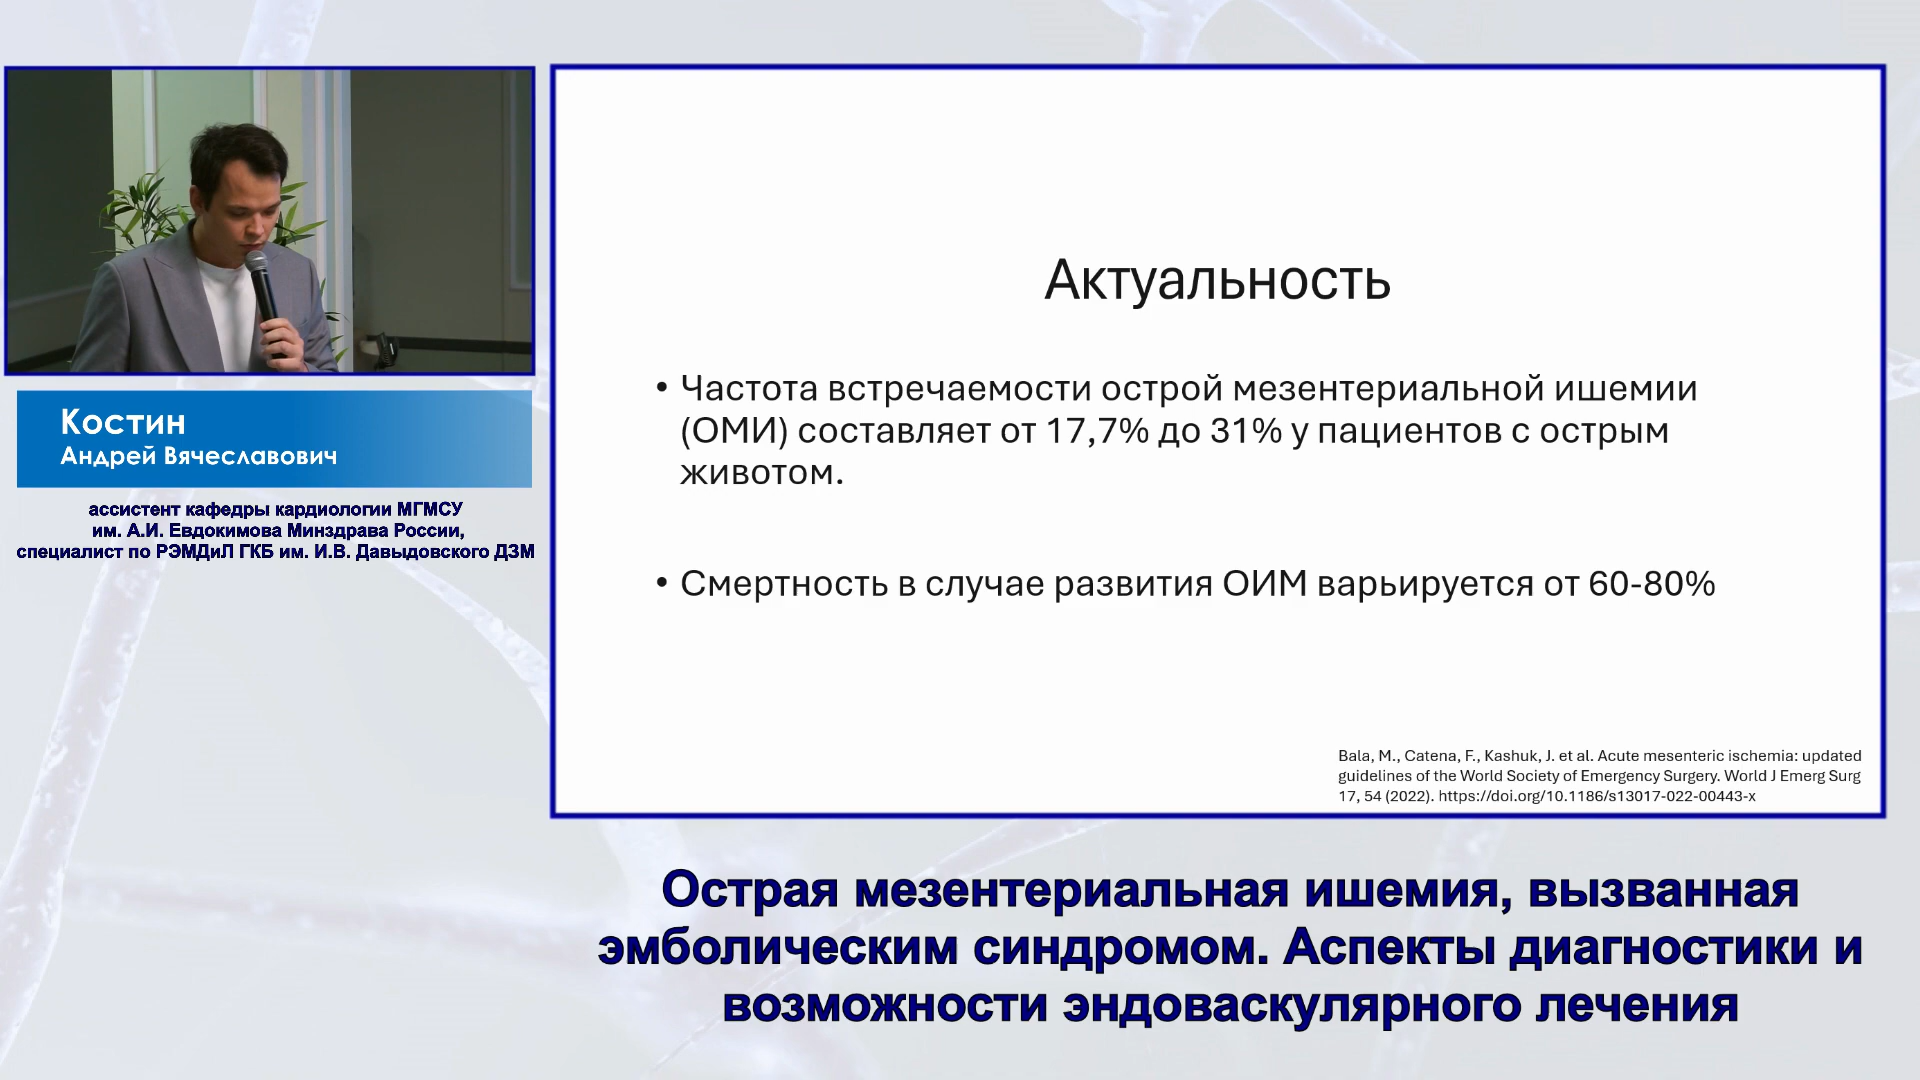 Костин
Андрей Вячеславович
ассистент кафедры кардиологии МГМСУ
им. А.И. Евдокимова Минздрава России,
специалист по РЭМДиЛ ГКБ им. И.В. Давыдовского ДЗМ
Актуальность
• Частота встречаемости острой мезентериальной ишемии
(ОМИ) составляет от 17,7% до 31% у пациентов с острым
животом.
• Смертность в случае развития ОИМ варьируется от 60-80%
Bala, M., Catena, F., Kashuk, J. et al. Acute mesenteric ischemia: updated
guidelines of the World Society of Emergency Surgery. World J Emerg Surg
17, 54 (2022). https://doi.org/10.1186/s13017-022-00443-x
Острая мезентериальная ишемия, вызванная
эмболическим синдромом. Аспекты диагностики и
возможности эндоваскулярного лечения